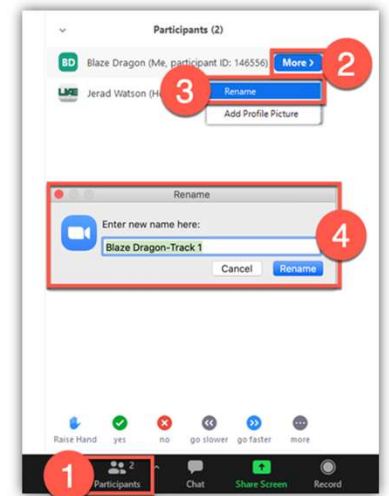 Participants (2)
BD Blaze Dragon (Me, participant ID: 146556) More > 2
Jerad Watson 3 Rename
Add Profile Picture
Rename
Enter new name here:
Blaze Dragon-Track 1 4
Cancel Rename
Raise Hand yes no go slower go faster more
1 2
Participants Chat Share Screen Record